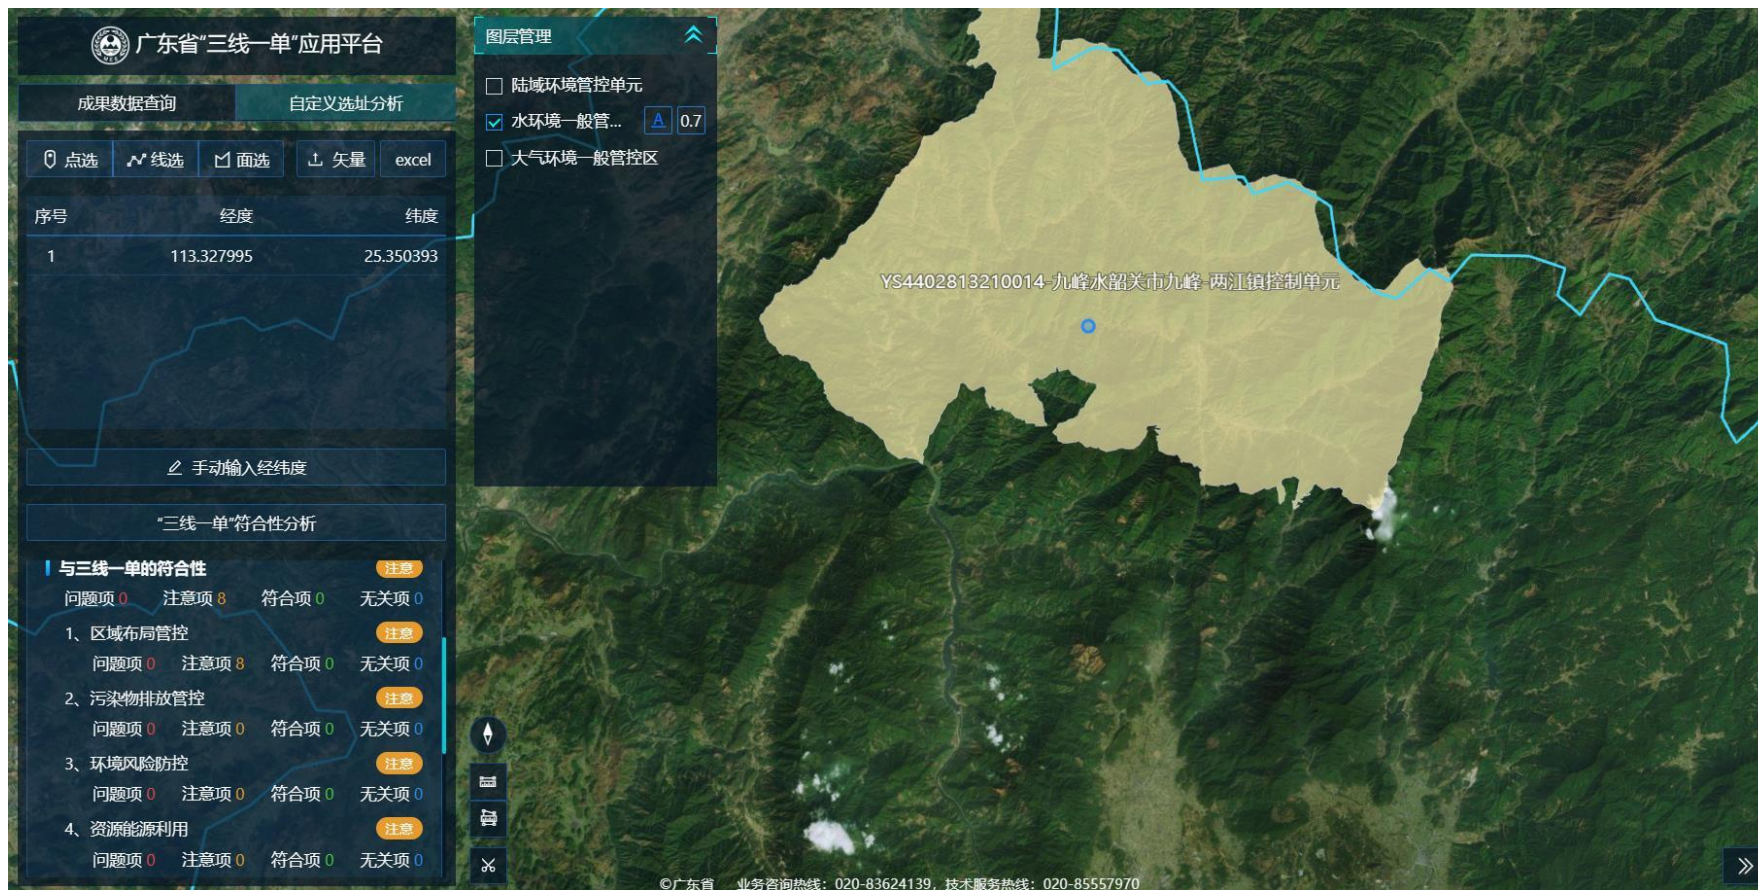 广东省“三线一单”应用平台
成果数据查询 自定义选址分析
点选 线选 面选 矢量 excel
序号 经度 纬度
1 113.327995 25.350393
手动输入经纬度
“三线一单”符合性分析
与三线一单的符合性 注意
问题项 0 注意项 8 符合项 0 无关项 0
1、区域布局管控 注意
问题项 0 注意项 8 符合项 0 无关项 0
2、污染物排放管控 注意
问题项 0 注意项 0 符合项 0 无关项 0
3、环境风险防控 注意
问题项 0 注意项 0 符合项 0 无关项 0
4、资源能源利用 注意
问题项 0 注意项 0 符合项 0 无关项 0
图层管理
陆域环境管控单元
水环境一般管... A 0.7
大气环境一般管控区
YS4402813210014-九峰水韶关市九峰-两江镇控制单元
©广东省 业务咨询热线：020-83624139，技术服务热线：020-85557970